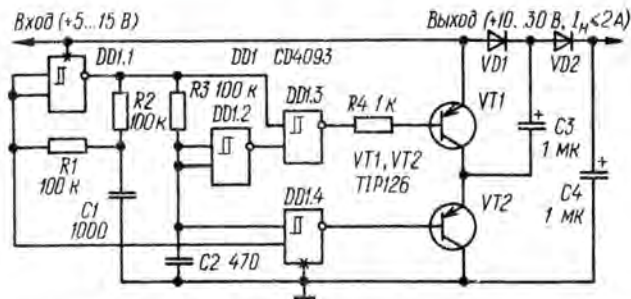 Вход (+5...15 В)
Выход (+10...30 В, Iн≤2А)
DD1.1
DD1 CD4093
VD1
VD2
R2
100к
R3 100 к
DD1.3
R4 1 к
VT1
DD1.2
R1
100 к
VT1, VT2
TIP126
C3
1 мк
C1
1000
DD1.4
VT2
C4
1 мк
C2 470